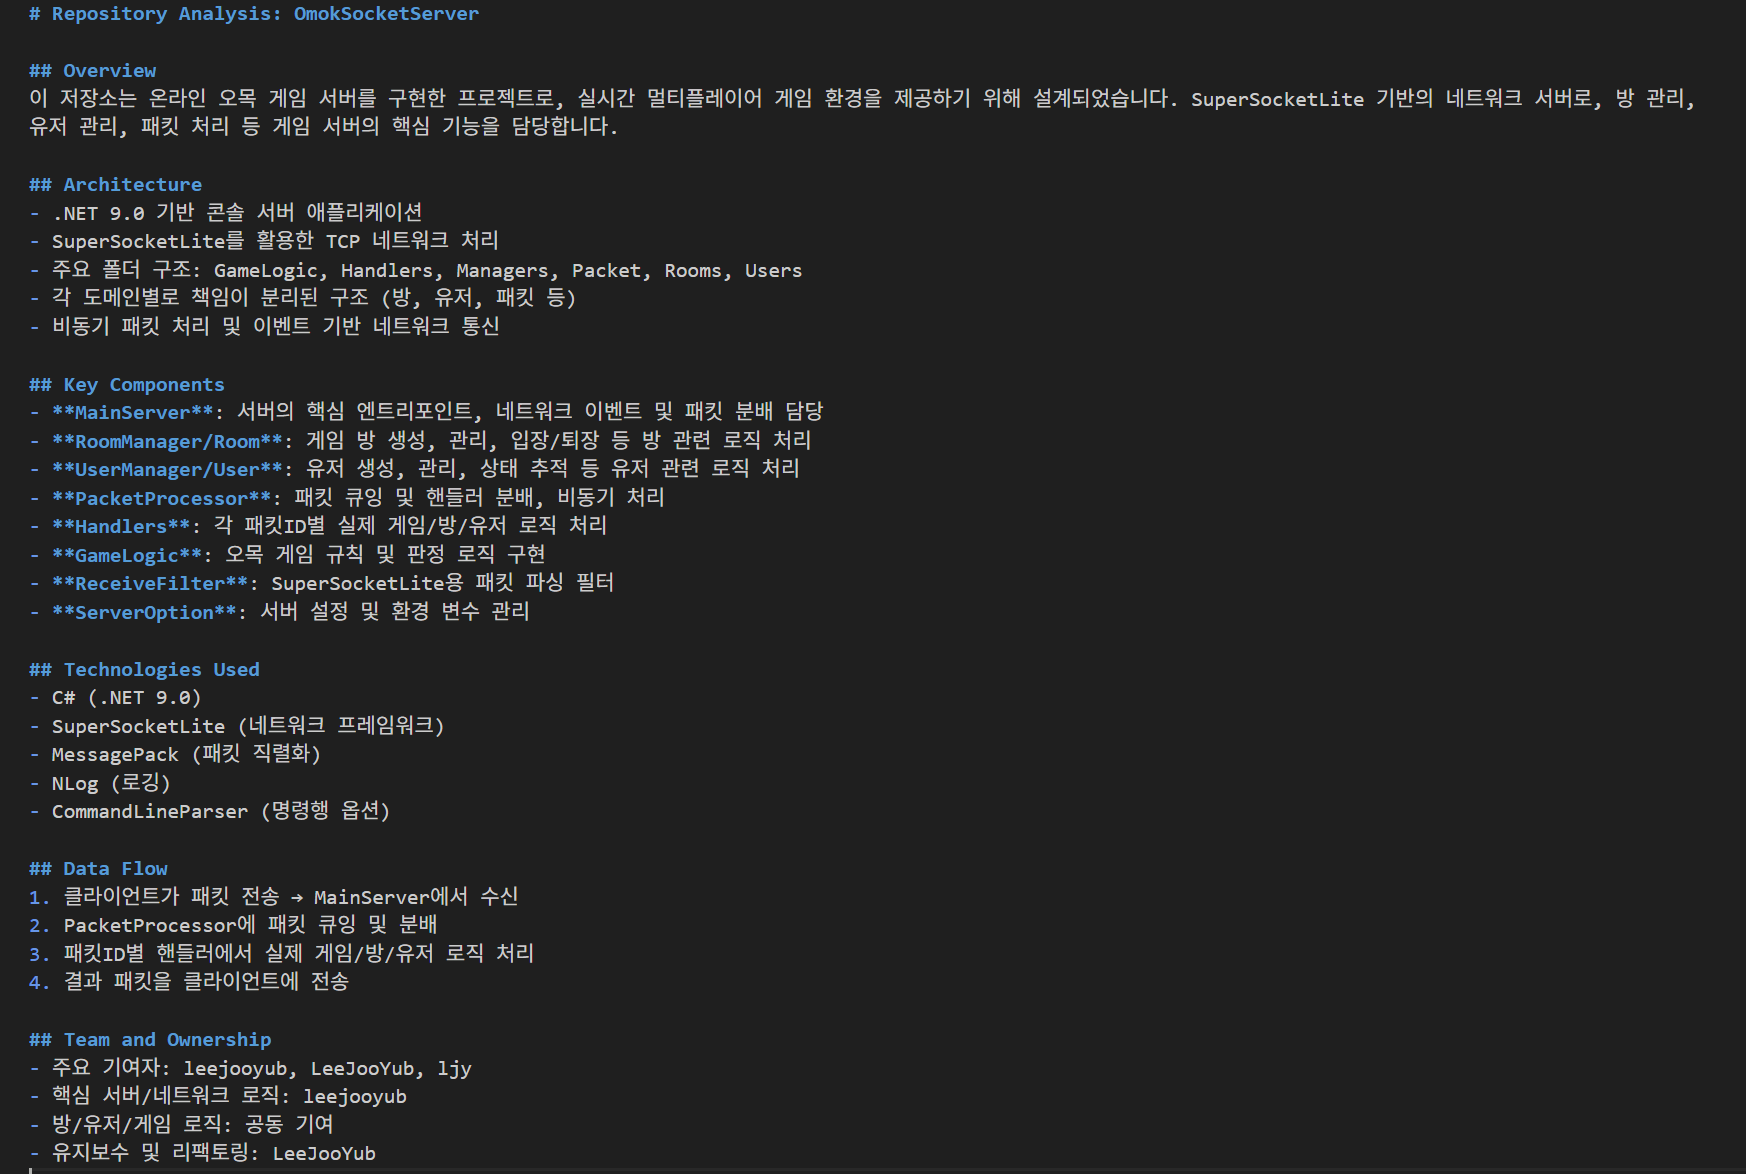 # Repository Analysis: OmokSocketServer
## Overview
이 저장소는 온라인 오목 게임 서버를 구현한 프로젝트로, 실시간 멀티플레이어 게임 환경을 제공하기 위해 설계되었습니다. SuperSocketLite 기반의 네트워크 서버로, 방 관리,
유저 관리, 패킷 처리 등 게임 서버의 핵심 기능을 담당합니다.
## Architecture
- .NET 9.0 기반 콘솔 서버 애플리케이션
- SuperSocketLite를 활용한 TCP 네트워크 처리
- 주요 폴더 구조: GameLogic, Handlers, Managers, Packet, Rooms, Users
- 각 도메인별로 책임이 분리된 구조 (방, 유저, 패킷 등)
- 비동기 패킷 처리 및 이벤트 기반 네트워크 통신
## Key Components
- **MainServer**: 서버의 핵심 엔트리포인트, 네트워크 이벤트 및 패킷 분배 담당
- **RoomManager/Room**: 게임 방 생성, 관리, 입장/퇴장 등 방 관련 로직 처리
- **UserManager/User**: 유저 생성, 관리, 상태 추적 등 유저 관련 로직 처리
- **PacketProcessor**: 패킷 큐잉 및 핸들러 분배, 비동기 처리
- **Handlers**: 각 패킷ID별 실제 게임/방/유저 로직 처리
- **GameLogic**: 오목 게임 규칙 및 판정 로직 구현
- **ReceiveFilter**: SuperSocketLite용 패킷 파싱 필터
- **ServerOption**: 서버 설정 및 환경 변수 관리
## Technologies Used
- C# (.NET 9.0)
- SuperSocketLite (네트워크 프레임워크)
- MessagePack (패킷 직렬화)
- NLog (로깅)
- CommandLineParser (명령행 옵션)
## Data Flow
1. 클라이언트가 패킷 전송 → MainServer에서 수신
2. PacketProcessor에 패킷 큐잉 및 분배
3. 패킷ID별 핸들러에서 실제 게임/방/유저 로직 처리
4. 결과 패킷을 클라이언트에 전송
## Team and Ownership
- 주요 기여자: leejooyub, LeeJooYub, ljy
- 핵심 서버/네트워크 로직: leejooyub
- 방/유저/게임 로직: 공동 기여
- 유지보수 및 리팩토링: LeeJooYub